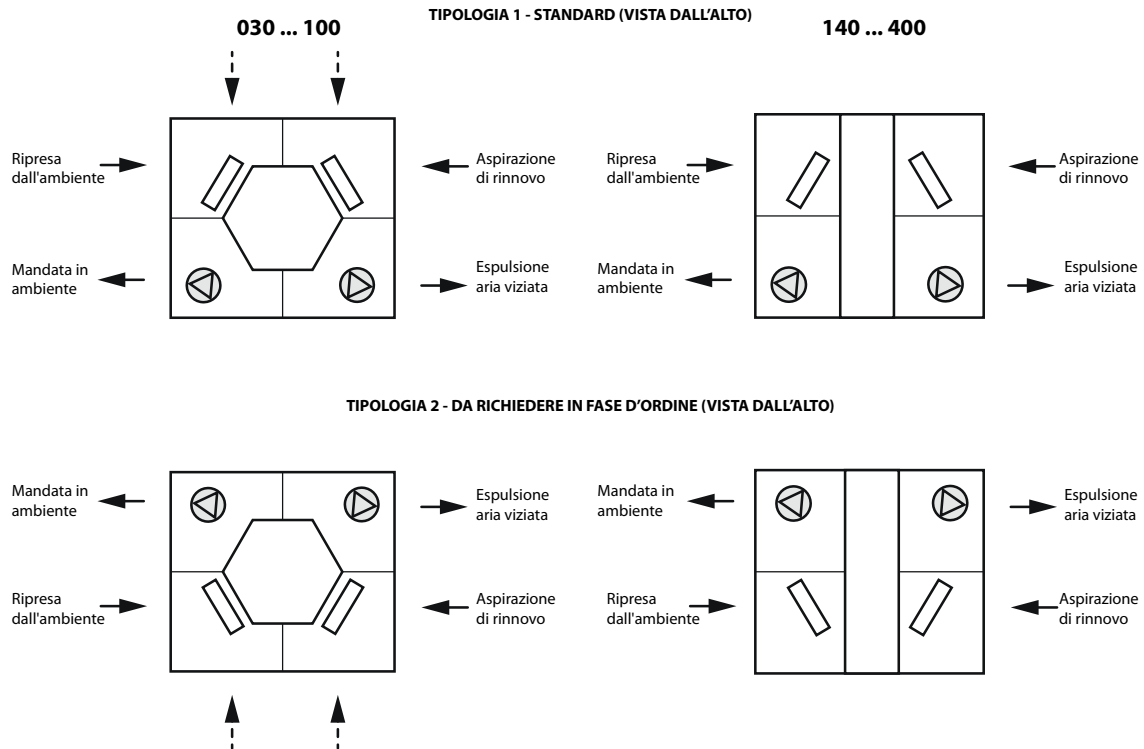 TIPOLOGIA 1 - STANDARD (VISTA DALL'ALTO)
030 ... 100
140 ... 400
Ripresa
dall'ambiente
Aspirazione
di rinnovo
Ripresa
dall'ambiente
Aspirazione
di rinnovo
Mandata in
ambiente
Espulsione
aria viziata
Mandata in
ambiente
Espulsione
aria viziata
TIPOLOGIA 2 - DA RICHIEDERE IN FASE D'ORDINE (VISTA DALL'ALTO)
Mandata in
ambiente
Espulsione
aria viziata
Mandata in
ambiente
Espulsione
aria viziata
Ripresa
dall'ambiente
Aspirazione
di rinnovo
Ripresa
dall'ambiente
Aspirazione
di rinnovo